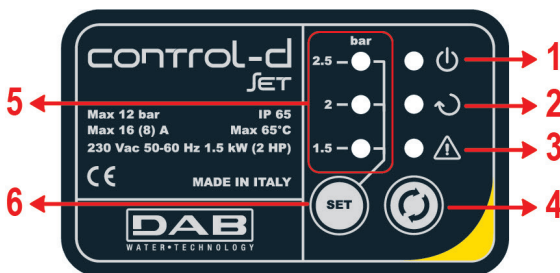 control-d
SET
Max 12 bar IP 65
Max 16 (8) A Max 65°C
230 Vac 50-60 Hz 1.5 kW (2 HP)
CE MADE IN ITALY
DAB
WATER•TECHNOLOGY
bar
2.5
2
1.5
SET
1
2
3
4
5
6